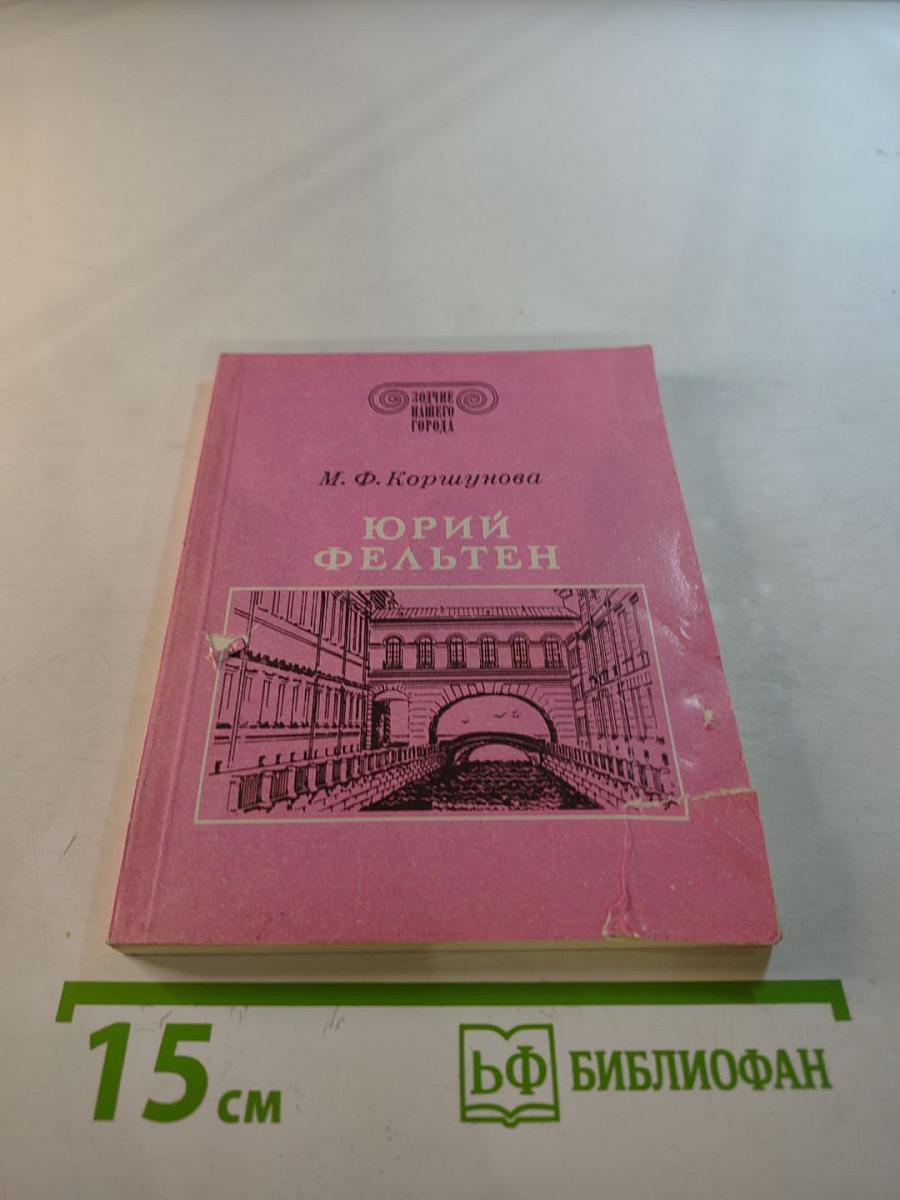 ЗОДЧИЕ
НАШЕГО
ГОРОДА
М. Ф. Коршунова
ЮРИЙ
ФЕЛЬТЕН
15 см
ЬФ БИБЛИОФАН